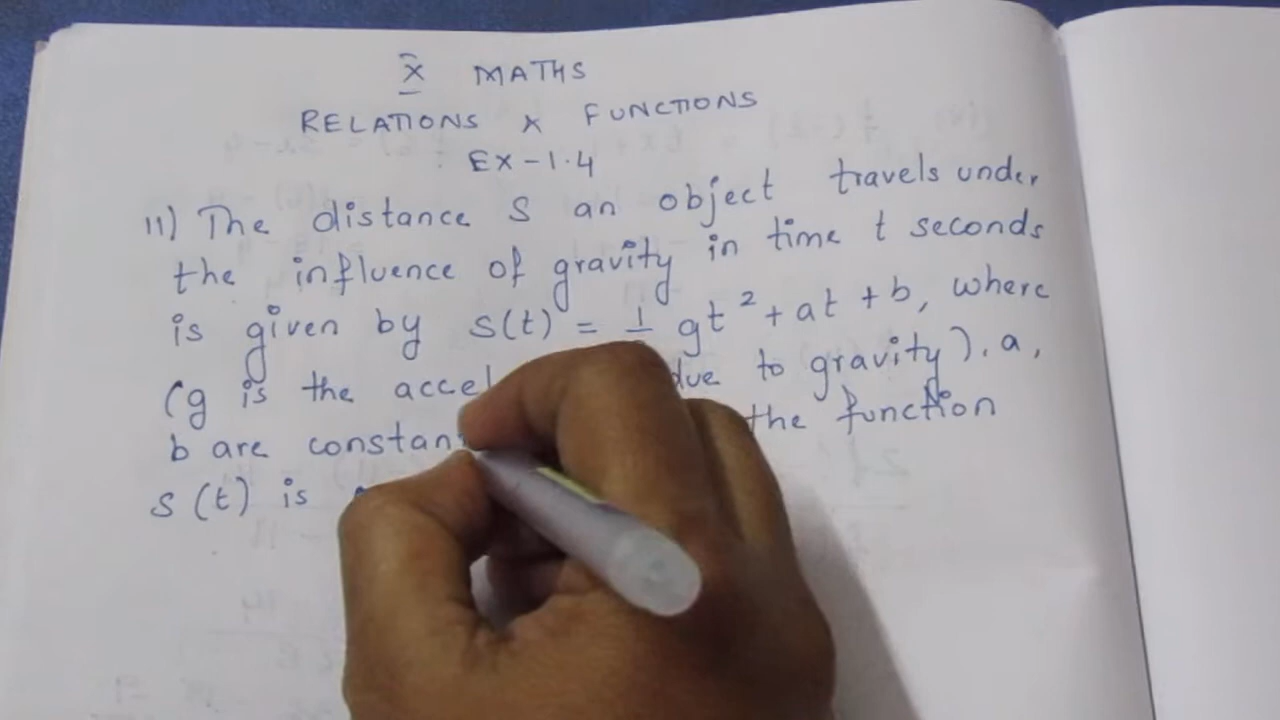 X MATHS
RELATIONS & FUNCTIONS
EX-1.4
11) The distance S an object travels under
the influence of gravity in time t seconds
is given by s(t) = 1 gt² + at + b, where
(g is the accel due to gravity). a,
b are constan the function
s (t) is